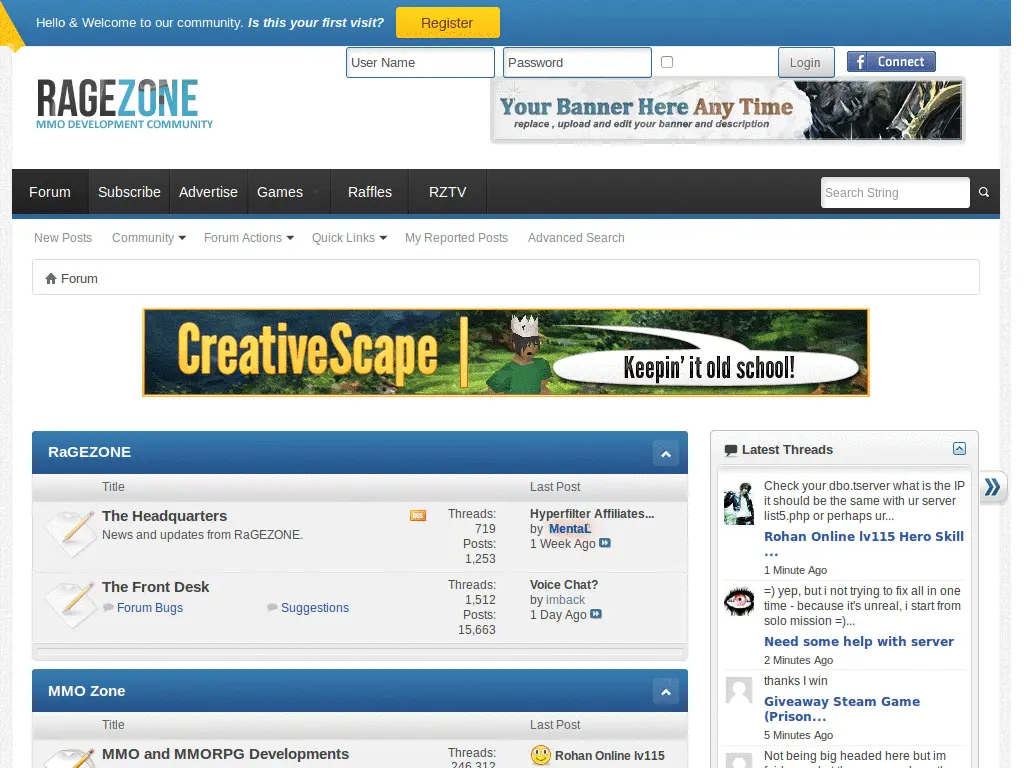 Hello & Welcome to our community. Is this your first visit? Register
User Name Password Login Connect
RAGEZONE
MMO DEVELOPMENT COMMUNITY
Your Banner Here Any Time
replace , upload and edit your banner and description
Forum Subscribe Advertise Games Raffles RZTV Search String
New Posts Community Forum Actions Quick Links My Reported Posts Advanced Search
Forum
CreativeScape
Keepin' it old school!
RaGEZONE
Title Last Post
The Headquarters
News and updates from RaGEZONE.
Threads:
719
Posts:
1,253
Hyperfilter Affiliates...
by MentaL
1 Week Ago
The Front Desk
Forum Bugs Suggestions
Threads:
1,512
Posts:
15,663
Voice Chat?
by imback
1 Day Ago
MMO Zone
Title Last Post
MMO and MMORPG Developments
Threads:
246,312
Rohan Online lv115
Latest Threads
Check your dbo.tserver what is the IP
it should be the same with ur server
list5.php or perhaps ur...
Rohan Online lv115 Hero Skill
...
1 Minute Ago
=) yep, but i not trying to fix all in one
time - because it's unreal, i start from
solo mission =)...
Need some help with server
2 Minutes Ago
thanks I win
Giveaway Steam Game
(Prison...
5 Minutes Ago
Not being big headed here but im